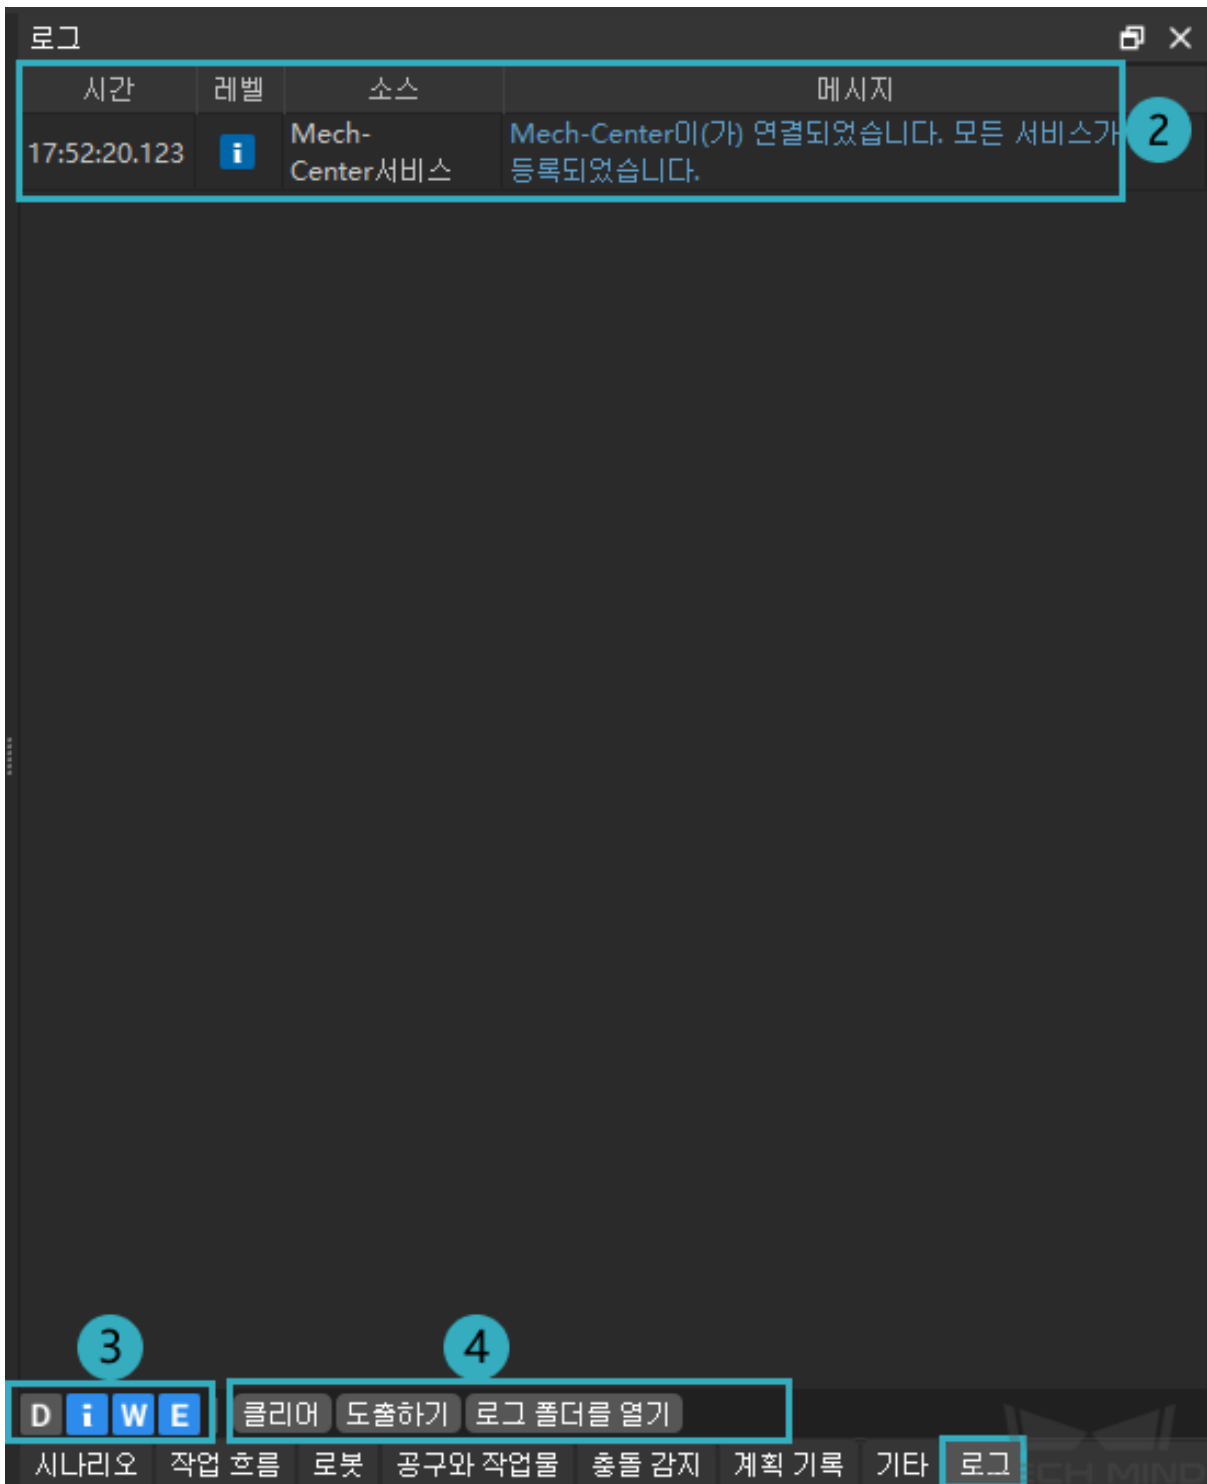 로그
시간 레벨 소스 메시지
17:52:20.123 i Mech- Mech-Center이(가) 연결되었습니다. 모든 서비스가
Center서비스 등록되었습니다.
2
3
4
D i W E 클리어 도출하기 로그 폴더를 열기
시나리오 작업 흐름 로봇 공구와 작업물 충돌 감지 계획 기록 기타 로그
ECH MIND